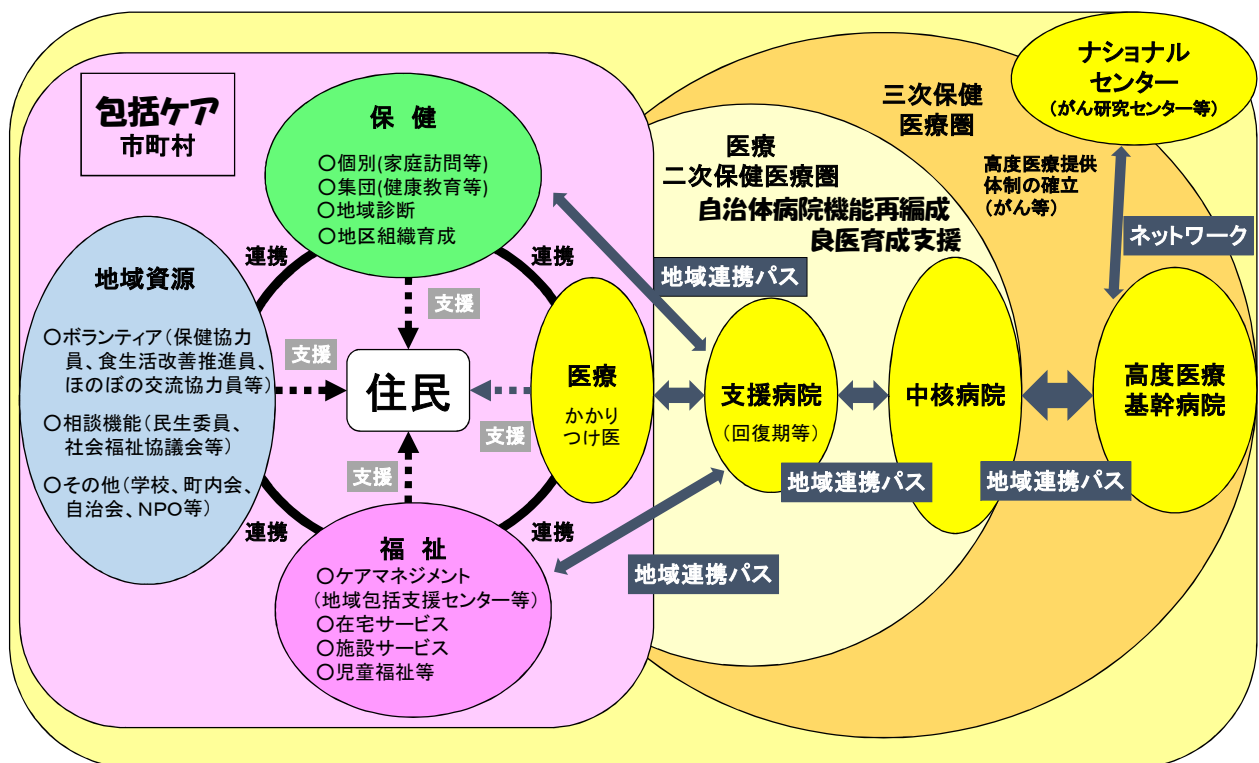 包括ケア
市町村
保 健
○個別(家庭訪問等)
○集団(健康教育等)
○地域診断
○地区組織育成
連携
連携
地域資源
○ボランティア(保健協力
員、食生活改善推進員、
ほのぼの交流協力員等)
○相談機能(民生委員、
社会福祉協議会等)
○その他(学校、町内会、
自治会、NPO等)
支援
支援
住民
支援
支援
医療
かかり
つけ医
連携
連携
福 祉
○ケアマネジメント
(地域包括支援センター等)
○在宅サービス
○施設サービス
○児童福祉等
医療
二次保健医療圏
自治体病院機能再編成
良医育成支援
地域連携パス
支援病院
(回復期等)
地域連携パス
地域連携パス
中核病院
三次保健
医療圏
地域連携パス
高度医療
基幹病院
高度医療提供
体制の確立
(がん等)
ネットワーク
ナショナル
センター
(がん研究センター等)